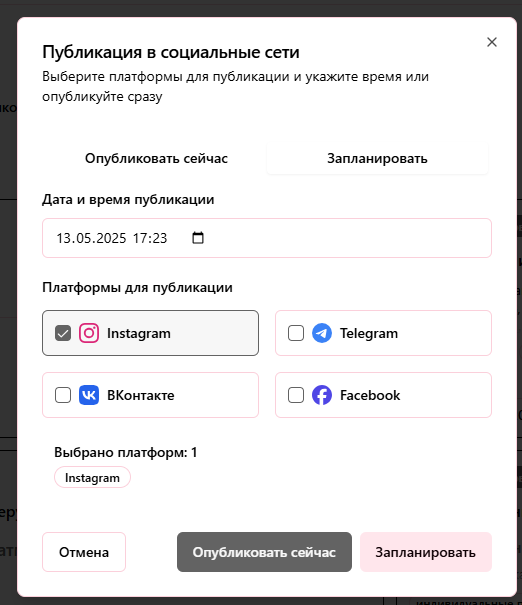 Публикация в социальные сети
Выберите платформы для публикации и укажите время или
опубликуйте сразу
Опубликовать сейчас
Запланировать
Дата и время публикации
13.05.2025 17:23
Платформы для публикации
Instagram
Telegram
ВКонтакте
Facebook
Выбрано платформ: 1
Instagram
Отмена
Опубликовать сейчас
Запланировать